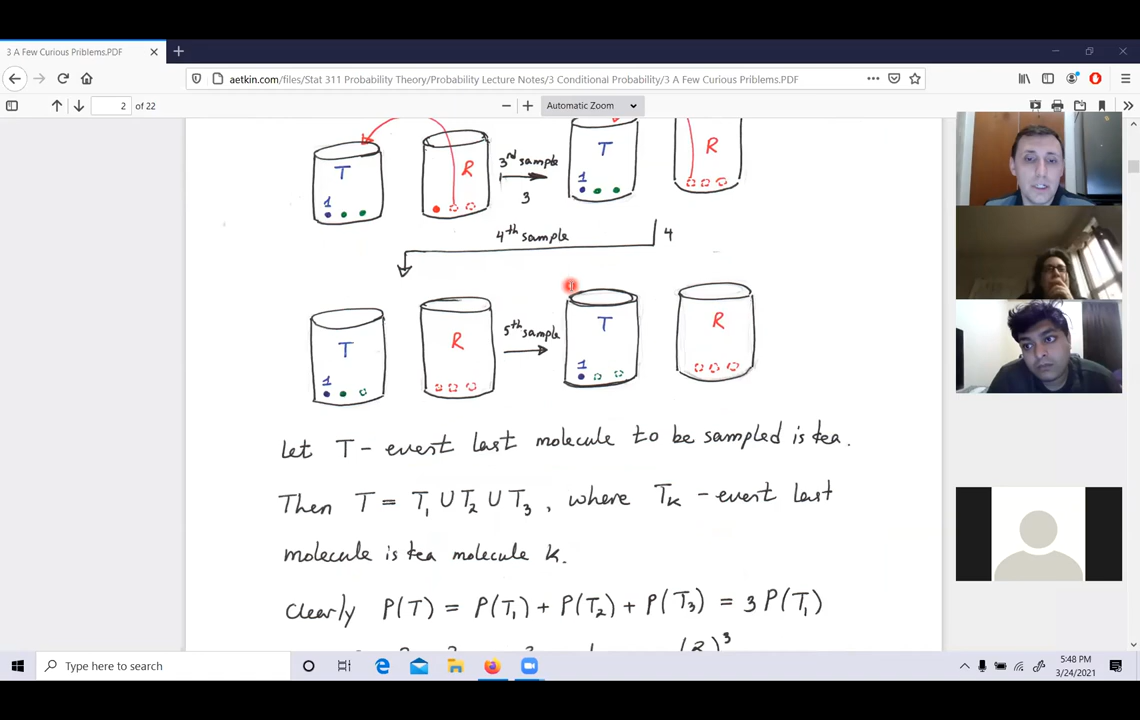 3 A Few Curious Priblems.PDF
aetkin.com/files/Stat 311 Probability Theory/Probability Lecture Notes/3 Conditional Probability/3 A Few Curious Priblems.PDF
2 of 22
Automatic Zoom
T R 3rd sample T R
1 3 1
4th sample 4
T R 5th sample T R
1 1
Let T - event last molecule to be sampled is tea.
Then T = T₁ ∪ T₂ ∪ T₃, where Tₖ - event last
molecule is tea molecule k.
Clearly P(T) = P(T₁) + P(T₂) + P(T₃) = 3 P(T₁)
Type here to search
5:48 PM
3/24/2021